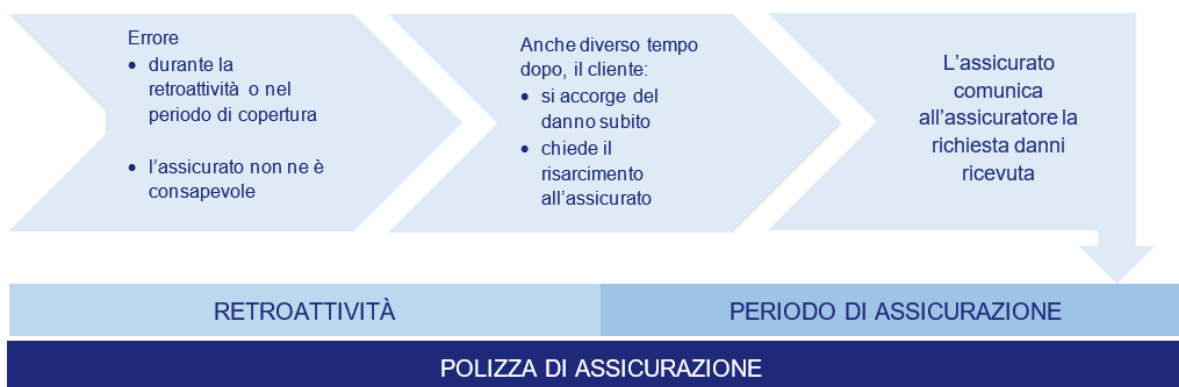 Errore
• durante la
retroattività o nel
periodo di copertura
• l'assicurato non ne è
consapevole
Anche diverso tempo
dopo, il cliente:
• si accorge del
danno subito
• chiede il
risarcimento
all'assicurato
L'assicurato
comunica
all'assicuratore la
richiesta danni
ricevuta
RETROATTIVITÀ
PERIODO DI ASSICURAZIONE
POLIZZA DI ASSICURAZIONE